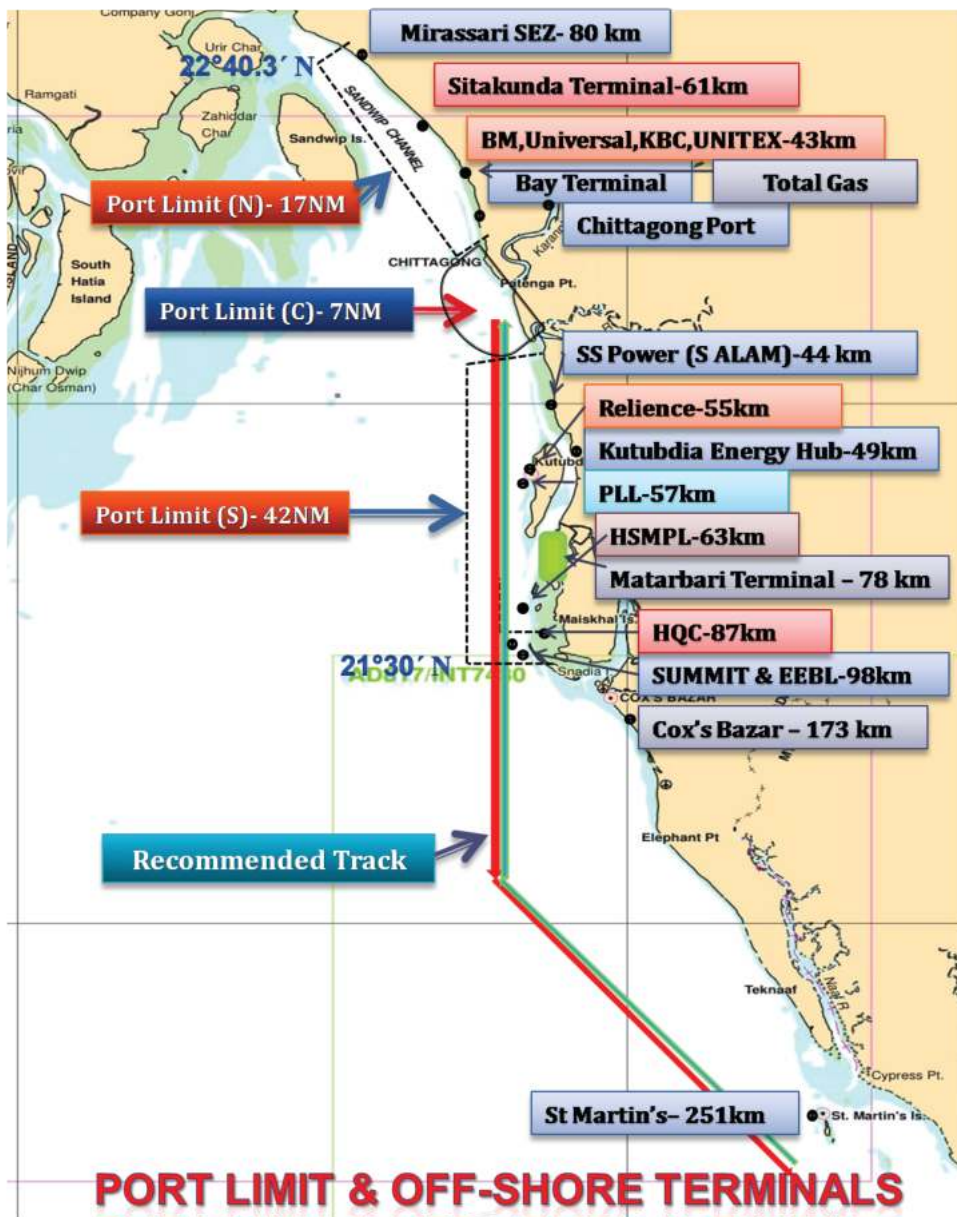 Company Gonj
Urir Char
Mirassari SEZ- 80 km
22°40.3´ N
Ramgati
Zahiddar
Char
Sandwip Is.
SANDWIP CHANNEL
Sitakunda Terminal-61km
BM,Universal,KBC,UNITEX-43km
Bay Terminal
Total Gas
Port Limit (N)- 17NM
Chittagong Port
CHITTAGONG
Patenga Pt.
ISLAND
South
Hatia
Island
Port Limit (C)- 7NM
SS Power (S ALAM)-44 km
Nijhum Dwip
(Char Osman)
Relience-55km
Kutubd
Kutubdia Energy Hub-49km
PLL-57km
Port Limit (S)- 42NM
HSMPL-63km
Matarbari Terminal – 78 km
Maiskhal Is.
HQC-87km
21°30´ N
Snadia
SUMMIT & EEBL-98km
COX'S BAZAR
Cox's Bazar – 173 km
Elephant Pt
Recommended Track
Teknaaf
Naaf R.
Cypress Pt.
St Martin's– 251km
St. Martin's Is.
PORT LIMIT & OFF-SHORE TERMINALS